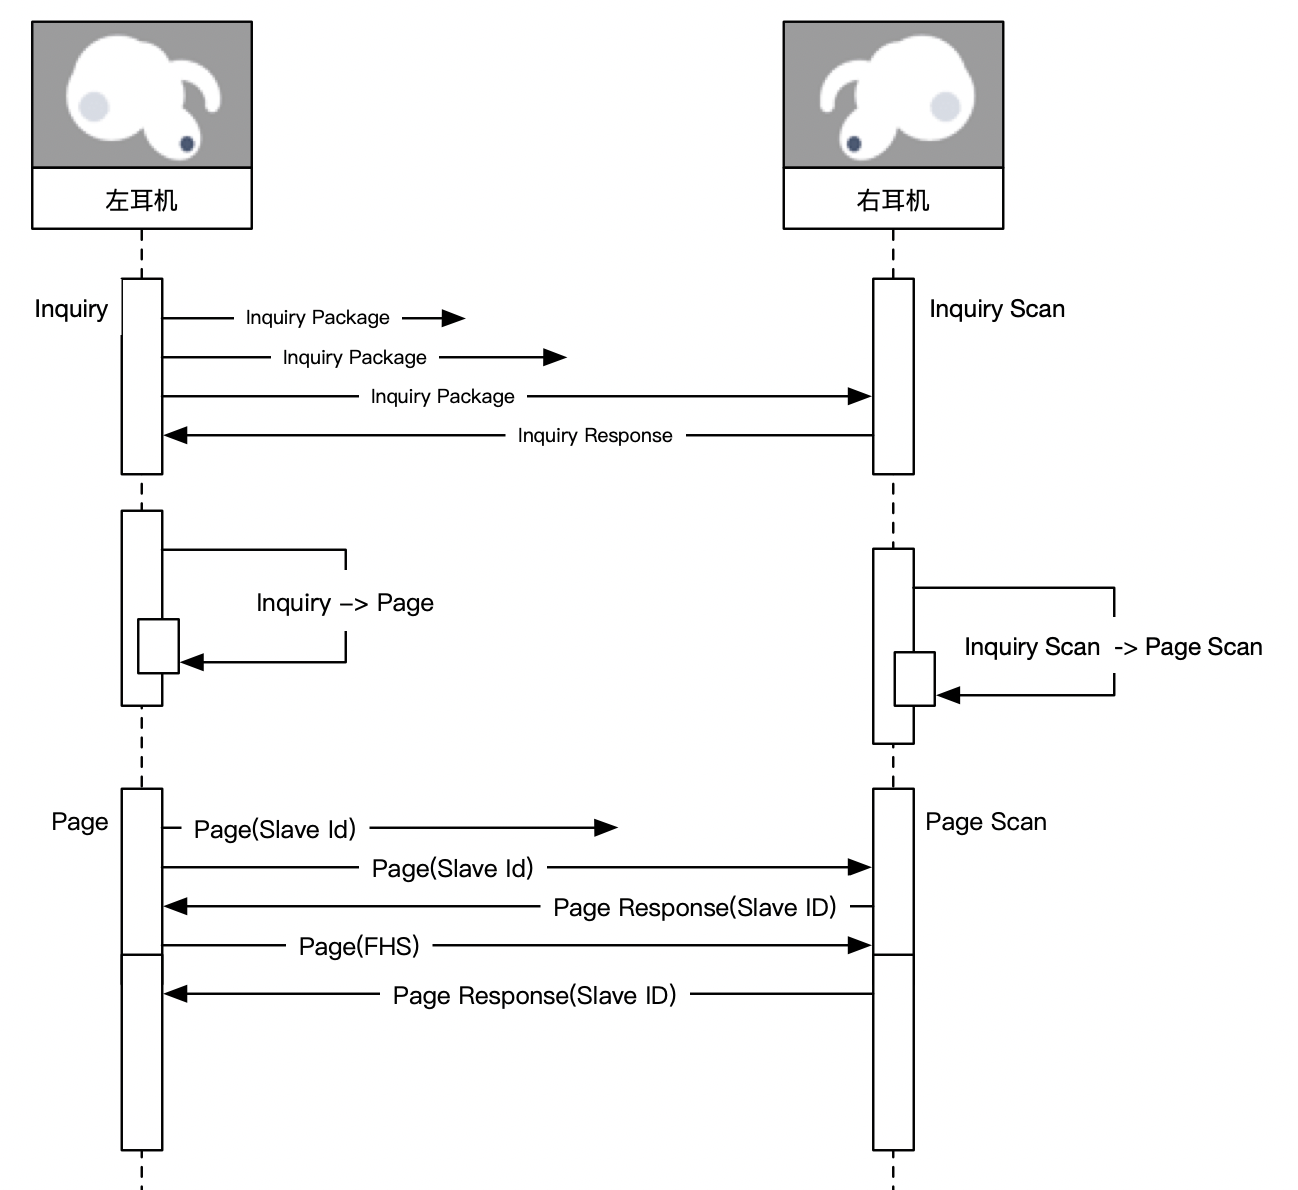 左耳机
右耳机
Inquiry
Inquiry Scan
Inquiry Package
Inquiry Package
Inquiry Package
Inquiry Response
Inquiry –> Page
Inquiry Scan -> Page Scan
Page
Page Scan
Page(Slave Id)
Page(Slave Id)
Page Response(Slave ID)
Page(FHS)
Page Response(Slave ID)